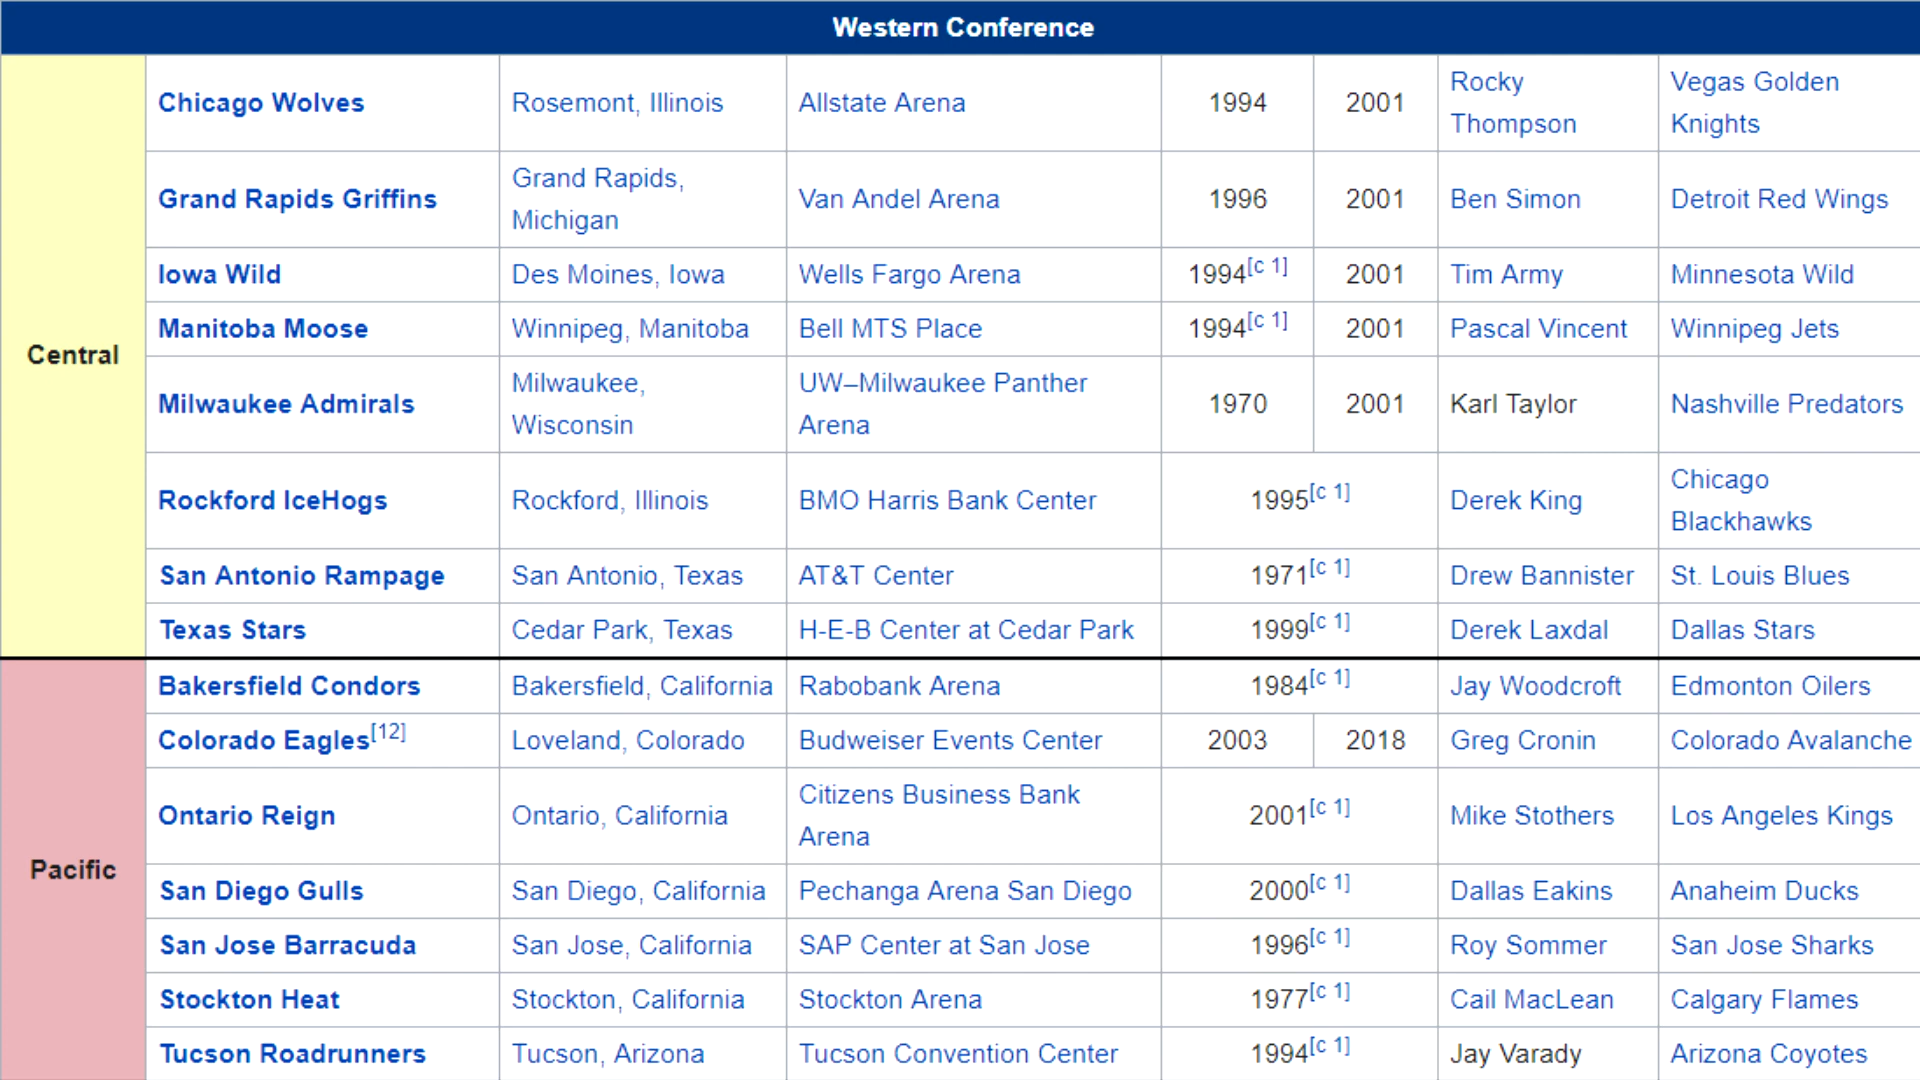 Western Conference
Central
Chicago Wolves Rosemont, Illinois Allstate Arena 1994 2001 Rocky Thompson Vegas Golden Knights
Grand Rapids Griffins Grand Rapids, Michigan Van Andel Arena 1996 2001 Ben Simon Detroit Red Wings
Iowa Wild Des Moines, Iowa Wells Fargo Arena 1994[c 1] 2001 Tim Army Minnesota Wild
Manitoba Moose Winnipeg, Manitoba Bell MTS Place 1994[c 1] 2001 Pascal Vincent Winnipeg Jets
Milwaukee Admirals Milwaukee, Wisconsin UW–Milwaukee Panther Arena 1970 2001 Karl Taylor Nashville Predators
Rockford IceHogs Rockford, Illinois BMO Harris Bank Center 1995[c 1] Derek King Chicago Blackhawks
San Antonio Rampage San Antonio, Texas AT&T Center 1971[c 1] Drew Bannister St. Louis Blues
Texas Stars Cedar Park, Texas H-E-B Center at Cedar Park 1999[c 1] Derek Laxdal Dallas Stars
Pacific
Bakersfield Condors Bakersfield, California Rabobank Arena 1984[c 1] Jay Woodcroft Edmonton Oilers
Colorado Eagles[12] Loveland, Colorado Budweiser Events Center 2003 2018 Greg Cronin Colorado Avalanche
Ontario Reign Ontario, California Citizens Business Bank Arena 2001[c 1] Mike Stothers Los Angeles Kings
San Diego Gulls San Diego, California Pechanga Arena San Diego 2000[c 1] Dallas Eakins Anaheim Ducks
San Jose Barracuda San Jose, California SAP Center at San Jose 1996[c 1] Roy Sommer San Jose Sharks
Stockton Heat Stockton, California Stockton Arena 1977[c 1] Cail MacLean Calgary Flames
Tucson Roadrunners Tucson, Arizona Tucson Convention Center 1994[c 1] Jay Varady Arizona Coyotes